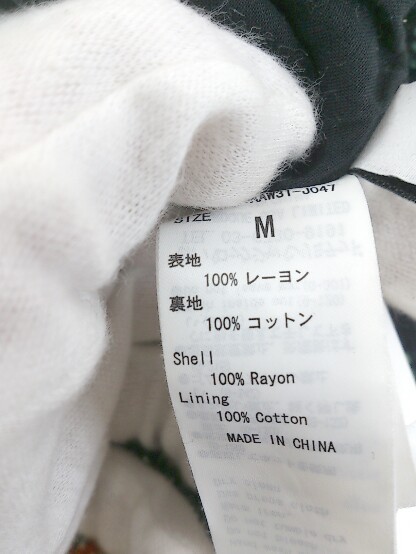 SIZE M
表地
100% レーヨン
裏地
100% コットン
Shell
100% Rayon
Lining
100% Cotton
MADE IN CHINA